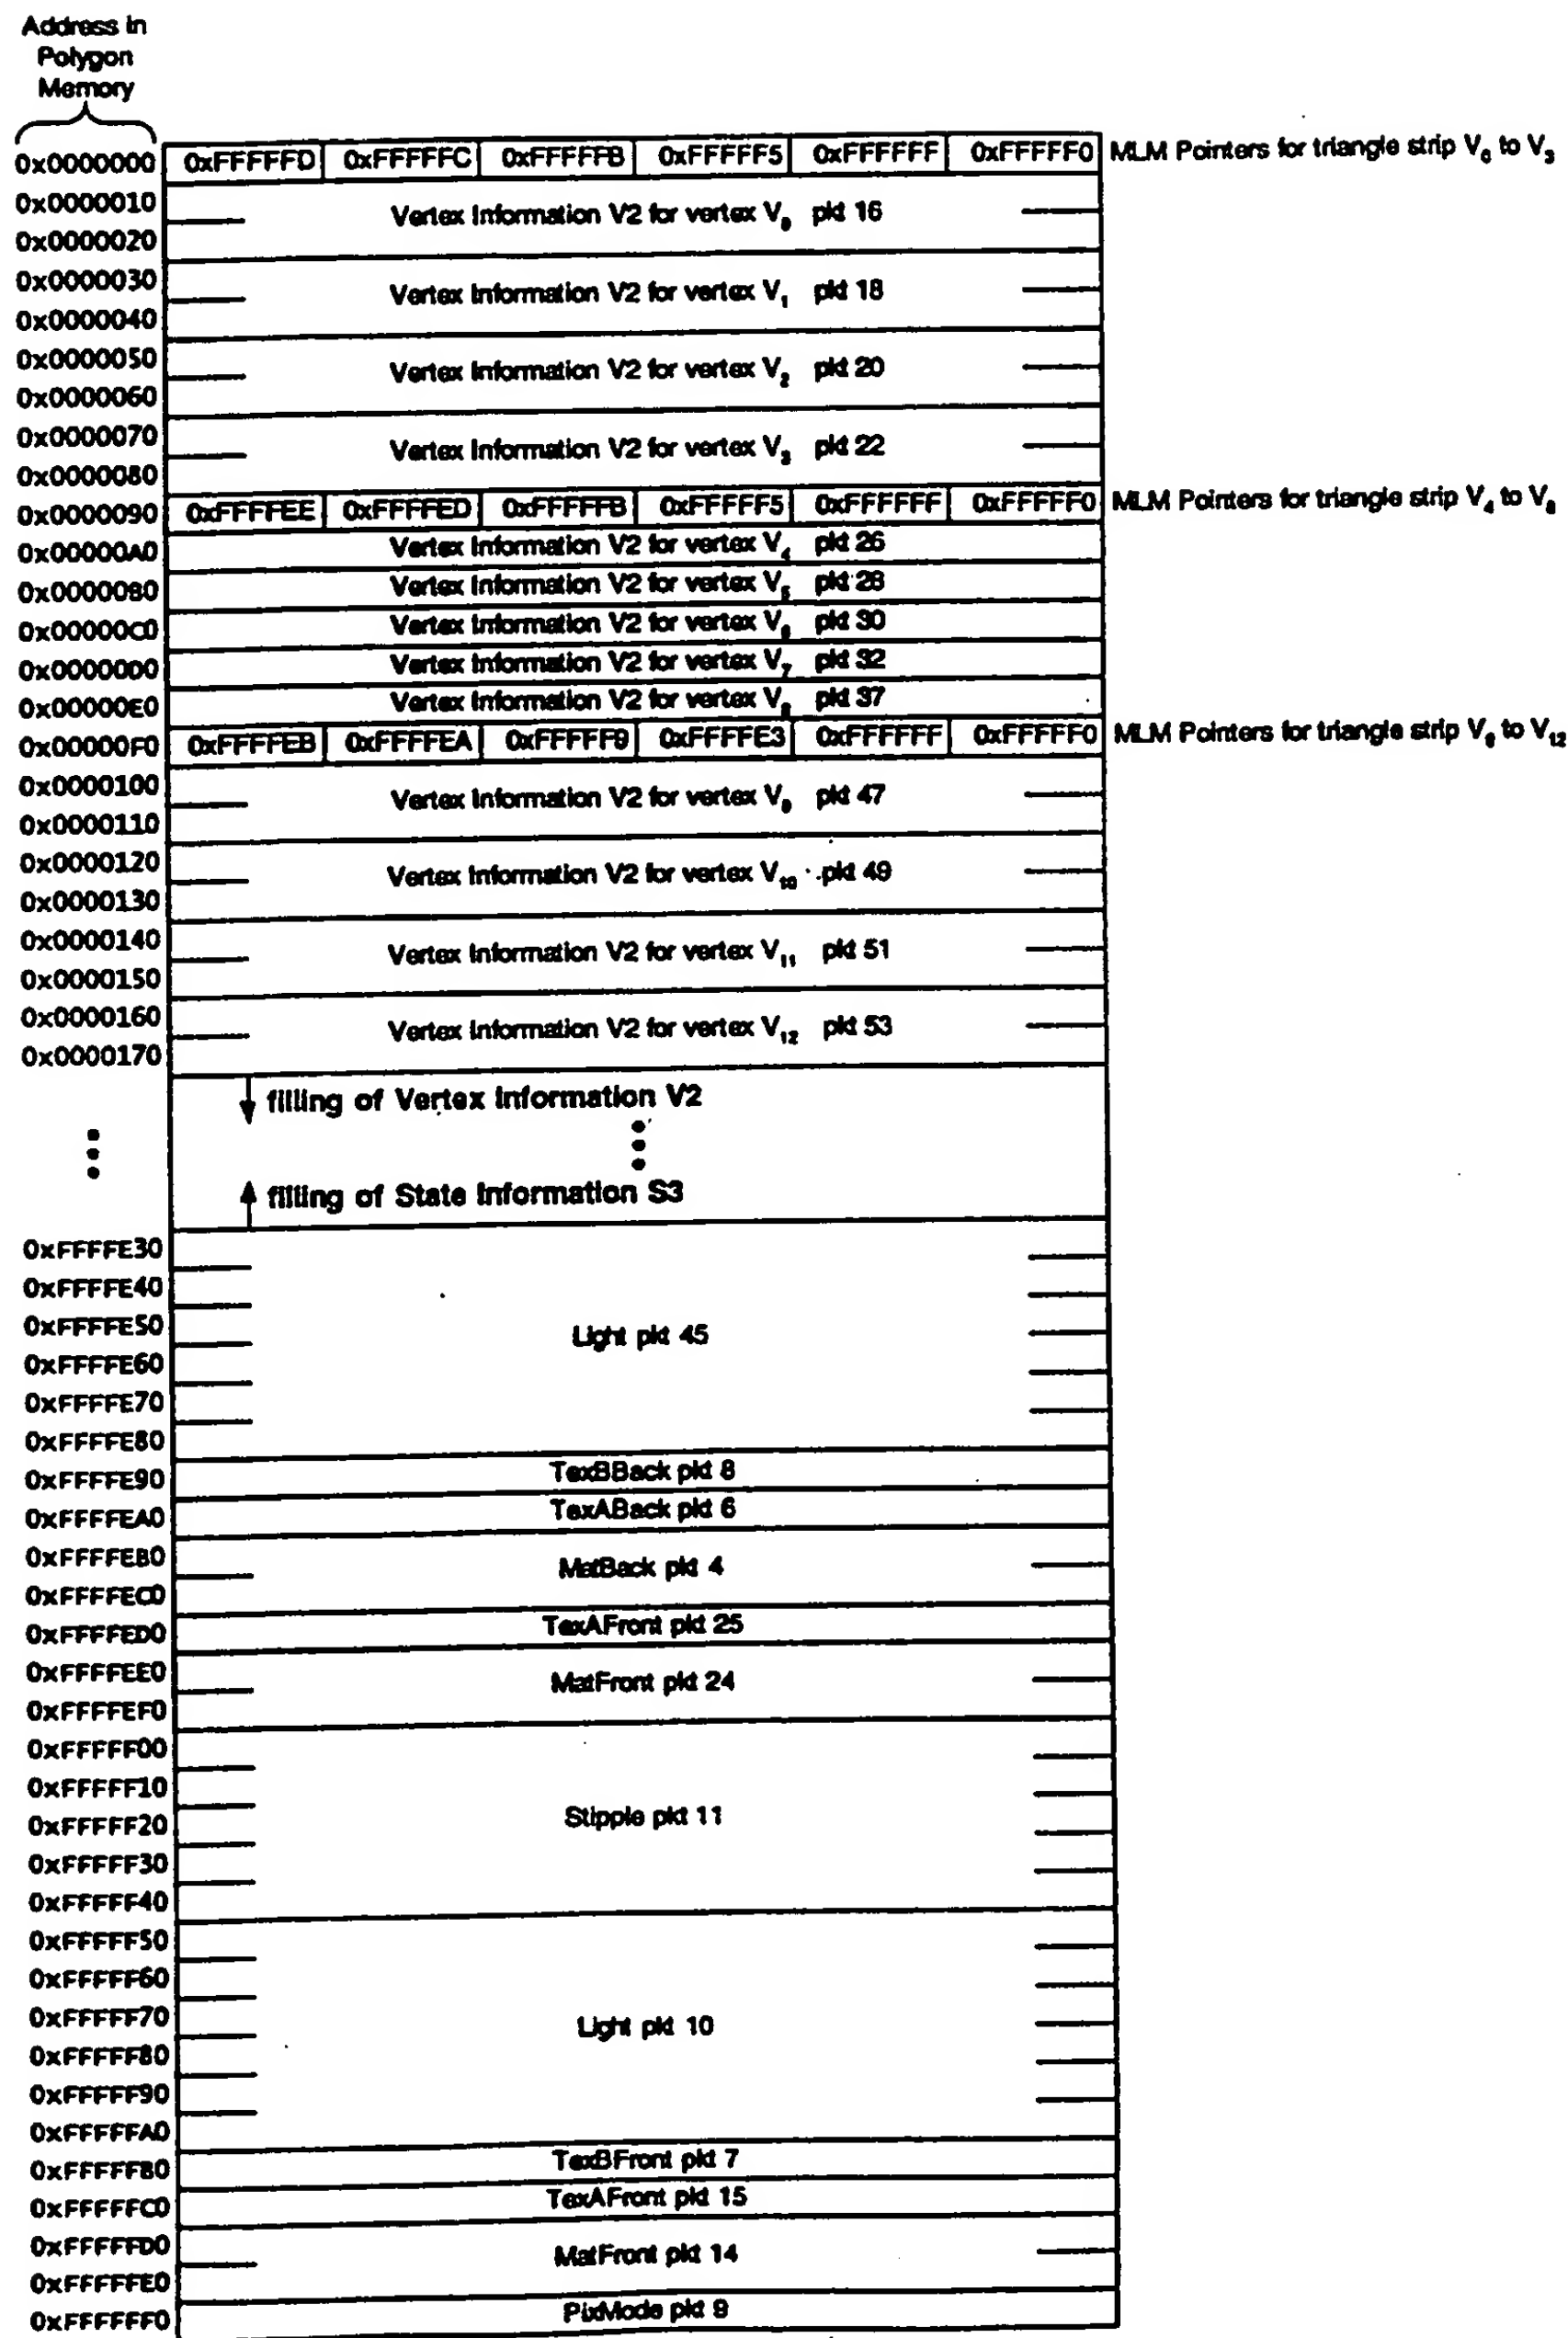 Address in
Polygon
Memory
0x0000000 0xFFFFFD 0xFFFFFC 0xFFFFFB 0xFFFFF5 0xFFFFFF 0xFFFFF0 MLM Pointers for triangle strip V0 to V3
0x0000010
Vertex Information V2 for vertex V0 pkt 16
0x0000020
0x0000030
Vertex Information V2 for vertex V1 pkt 18
0x0000040
0x0000050
Vertex Information V2 for vertex V2 pkt 20
0x0000060
0x0000070
Vertex Information V2 for vertex V3 pkt 22
0x0000080
0x0000090 0xFFFFEE 0xFFFFED 0xFFFFFB 0xFFFFF5 0xFFFFFF 0xFFFFF0 MLM Pointers for triangle strip V4 to V8
0x00000A0 Vertex Information V2 for vertex V4 pkt 26
0x00000B0 Vertex Information V2 for vertex V5 pkt 28
0x00000C0 Vertex Information V2 for vertex V6 pkt 30
0x00000D0 Vertex Information V2 for vertex V7 pkt 32
0x00000E0 Vertex Information V2 for vertex V8 pkt 37
0x00000F0 0xFFFFEB 0xFFFFEA 0xFFFFE3 0xFFFFFF 0xFFFFF0 MLM Pointers for triangle strip V9 to V12
0x0000100
Vertex Information V2 for vertex V9 pkt 47
0x0000110
0x0000120
Vertex Information V2 for vertex V10 pkt 49
0x0000130
0x0000140
Vertex Information V2 for vertex V11 pkt 51
0x0000150
0x0000160
Vertex Information V2 for vertex V12 pkt 53
0x0000170
filling of Vertex Information V2
filling of State Information S3
0xFFFFE30
0xFFFFE40
0xFFFFE50
Light pkt 45
0xFFFFE60
0xFFFFE70
0xFFFFE80
0xFFFFE90 TexBBack pkt 8
0xFFFFEA0 TexABack pkt 6
0xFFFFEB0
MatBack pkt 4
0xFFFFEC0
0xFFFFED0 TexAFront pkt 25
0xFFFFEE0
MatFront pkt 24
0xFFFFEF0
0xFFFFF00
0xFFFFF10
0xFFFFF20 Stipple pkt 11
0xFFFFF30
0xFFFFF40
0xFFFFF50
0xFFFFF60
0xFFFFF70
Light pkt 10
0xFFFFF80
0xFFFFF90
0xFFFFFA0
0xFFFFFB0 TexBFront pkt 7
0xFFFFFC0 TexAFront pkt 15
0xFFFFFD0
MatFront pkt 14
0xFFFFFE0
0xFFFFFF0 PixMode pkt 9